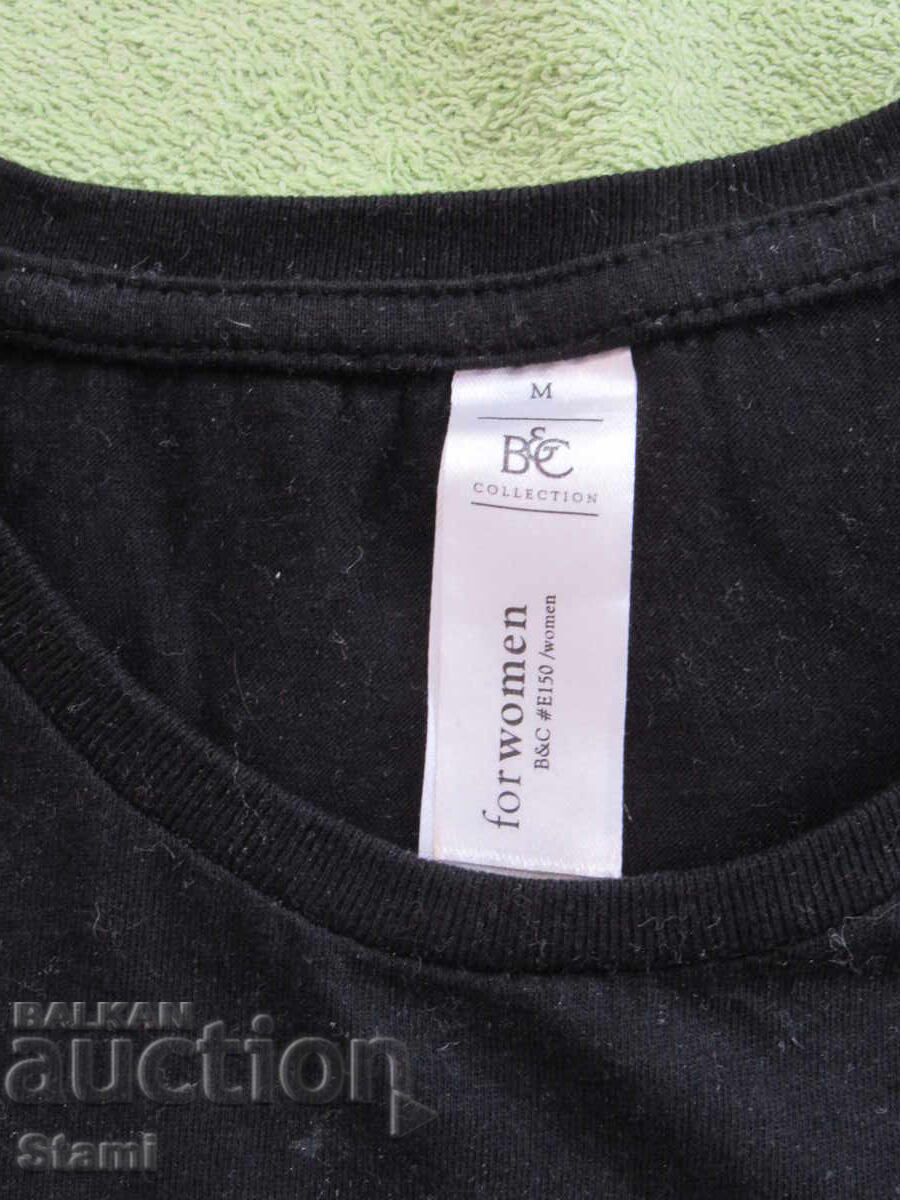 M
B&C
COLLECTION
for women
B&C #E150 /women
BALKAN
auction
Stami